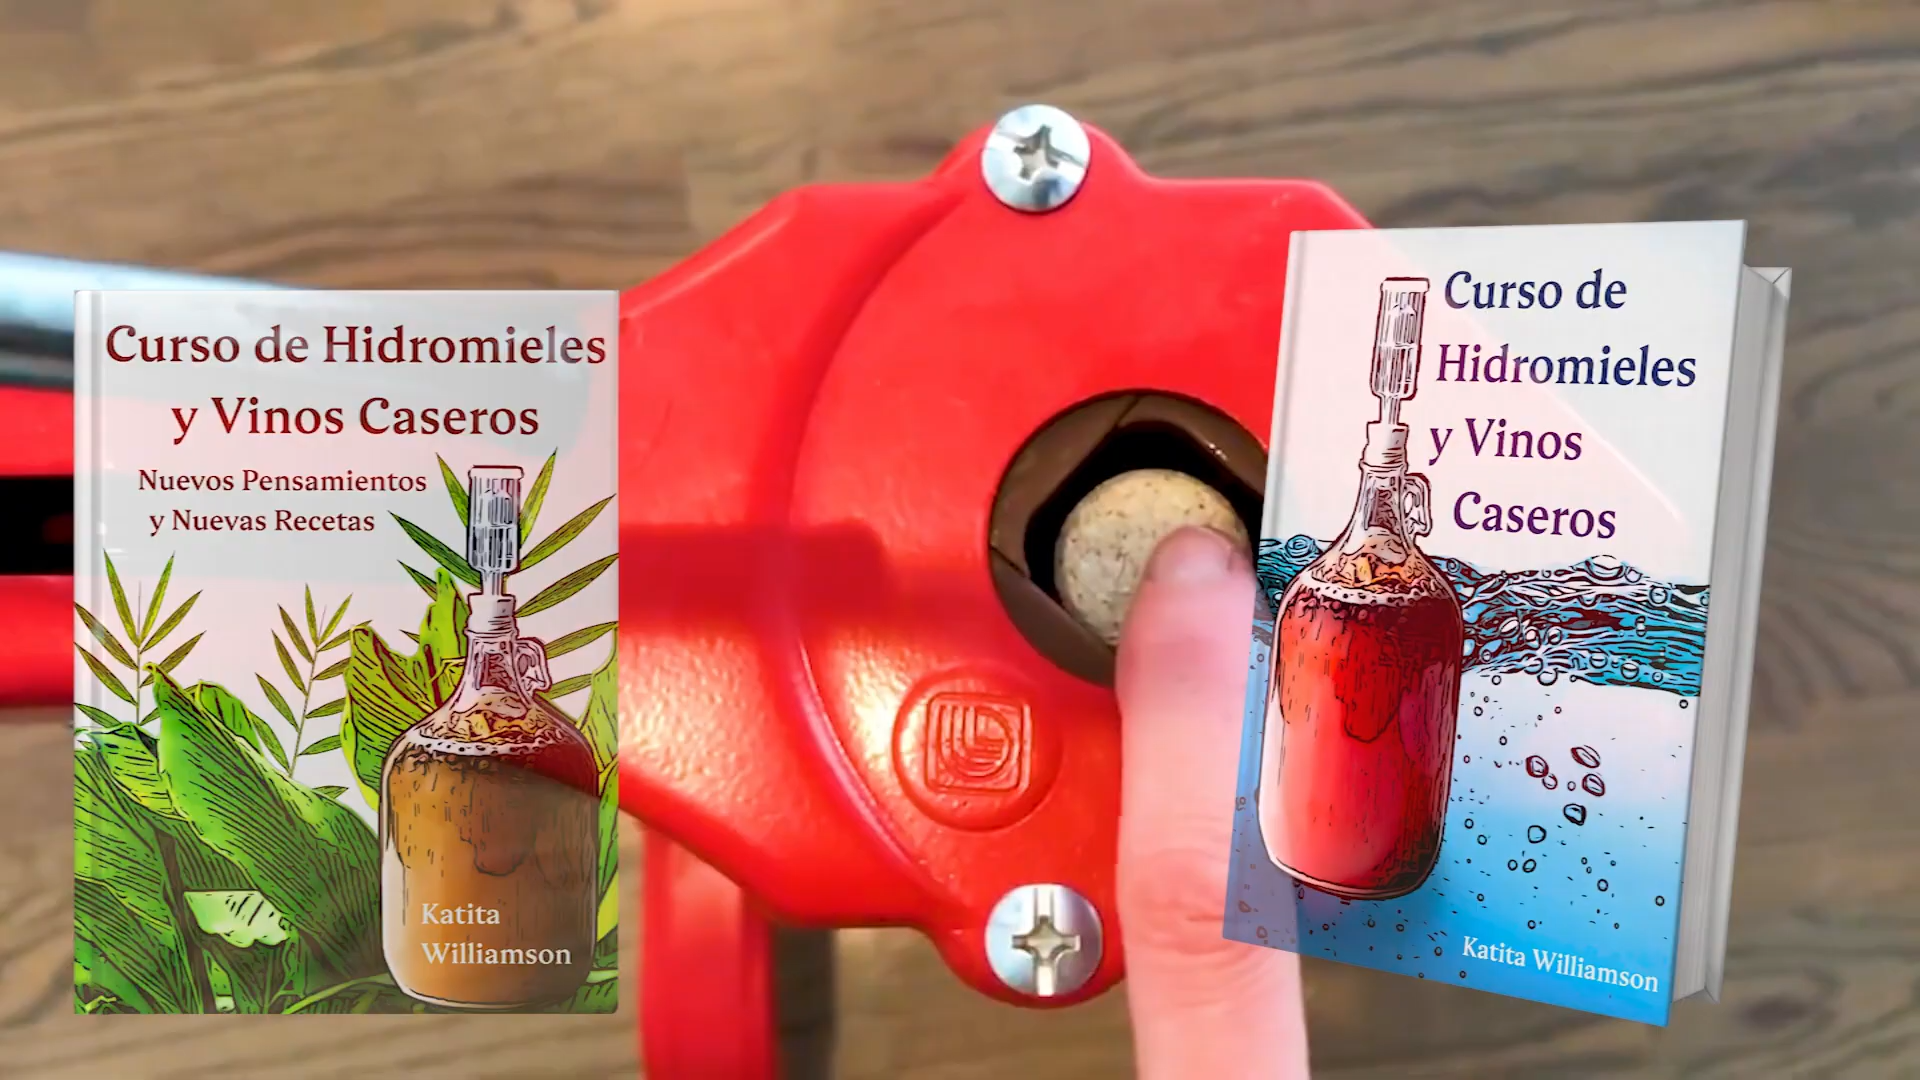 Curso de Hidromieles
y Vinos Caseros
Nuevos Pensamientos
y Nuevas Recetas
Katita
Williamson
Curso de
Hidromieles
y Vinos
Caseros
Katita Williamson